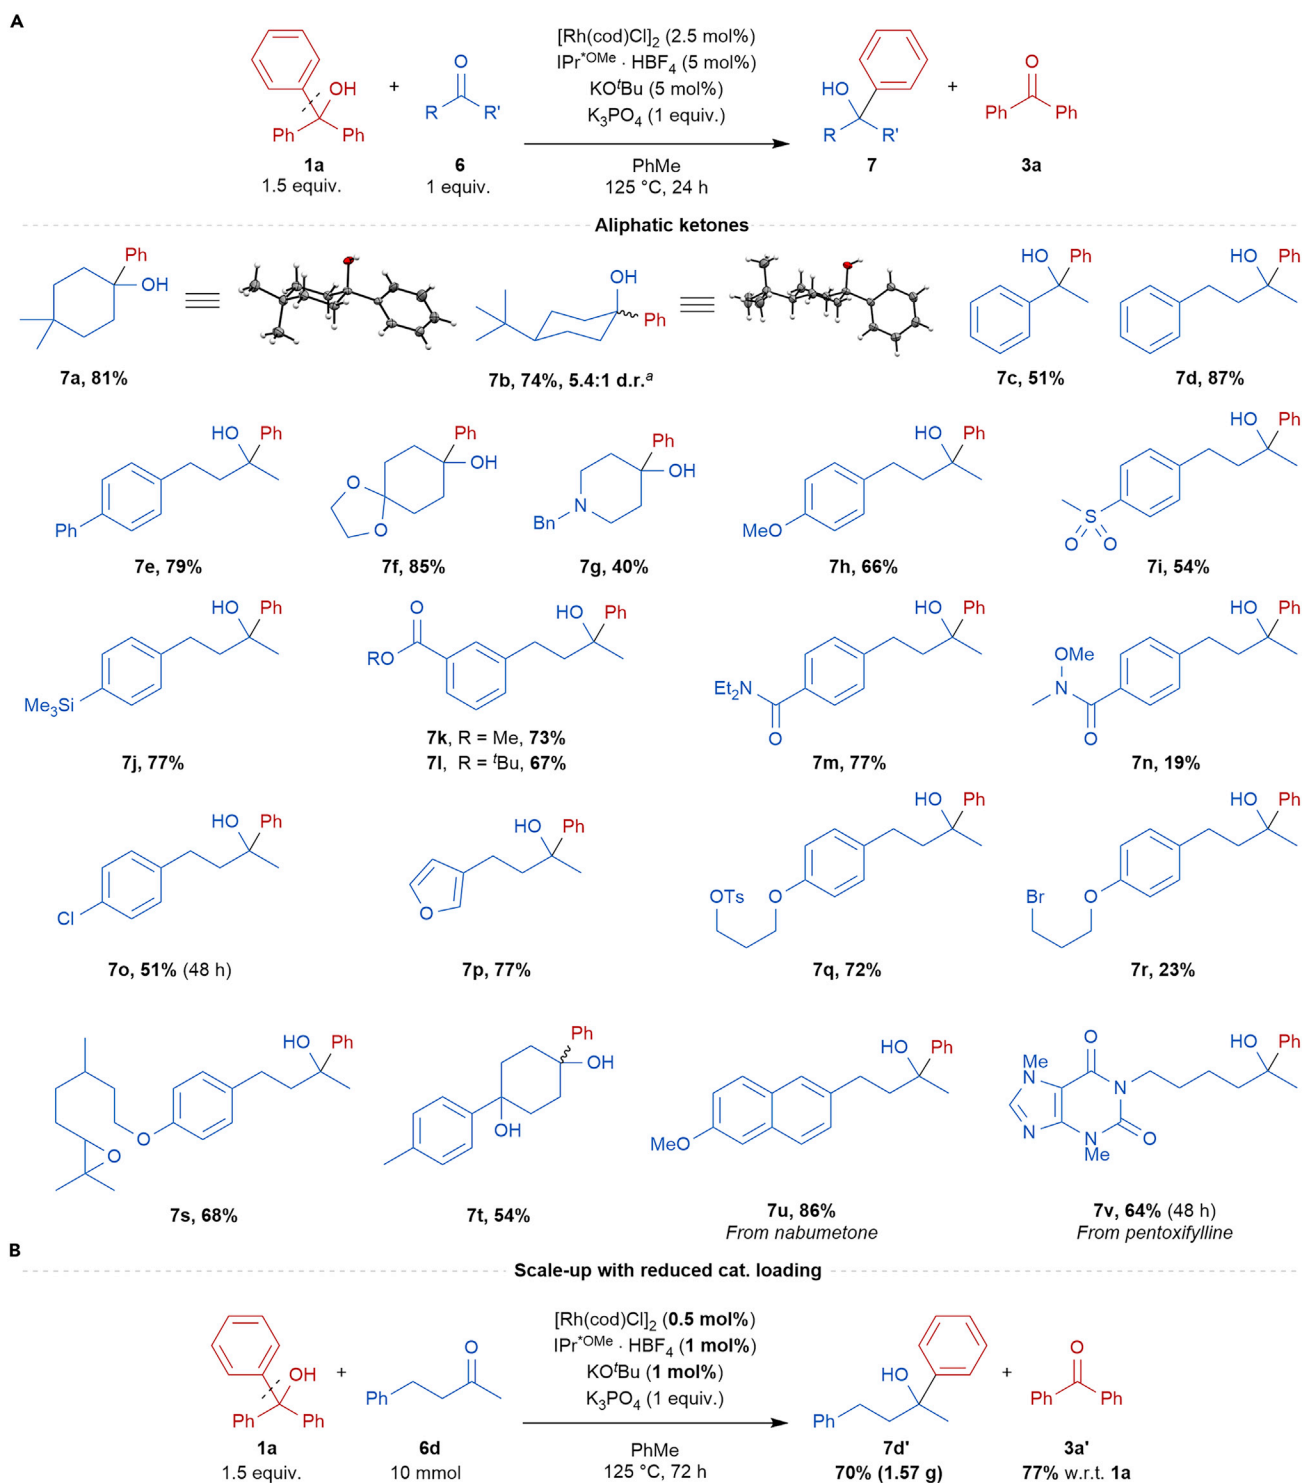 A
[Rh(cod)Cl]2 (2.5 mol%)
IPr*OMe · HBF4 (5 mol%)
KOtBu (5 mol%)
K3PO4 (1 equiv.)
PhMe
125 °C, 24 h
OH
Ph Ph
1a
1.5 equiv.
+
O
R R'
6
1 equiv.
HO
R R'
7
+
O
Ph Ph
3a
Aliphatic ketones
Ph
OH
7a, 81%
OH
Ph
7b, 74%, 5.4:1 d.r.a
HO Ph
7c, 51%
HO Ph
7d, 87%
HO Ph
Ph
7e, 79%
Ph
OH
O
O
7f, 85%
Ph
OH
N
Bn
7g, 40%
HO Ph
MeO
7h, 66%
HO Ph
S
O O
7i, 54%
HO Ph
Me3Si
7j, 77%
O
RO
HO Ph
7k, R = Me, 73%
7l, R = tBu, 67%
HO Ph
Et2N
O
7m, 77%
HO Ph
OMe
N
O
7n, 19%
HO Ph
Cl
7o, 51% (48 h)
HO Ph
O
7p, 77%
HO Ph
OTs O
7q, 72%
HO Ph
Br O
7r, 23%
HO Ph
O
O
7s, 68%
Ph
OH
OH
7t, 54%
HO Ph
MeO
7u, 86%
From nabumetone
HO Ph
O
Me
N N
N N O
Me
7v, 64% (48 h)
From pentoxifylline
B
Scale-up with reduced cat. loading
[Rh(cod)Cl]2 (0.5 mol%)
IPr*OMe · HBF4 (1 mol%)
KOtBu (1 mol%)
K3PO4 (1 equiv.)
PhMe
125 °C, 72 h
OH
Ph Ph
1a
1.5 equiv.
+
O
Ph
6d
10 mmol
HO
Ph
7d'
70% (1.57 g)
+
O
Ph Ph
3a'
77% w.r.t. 1a